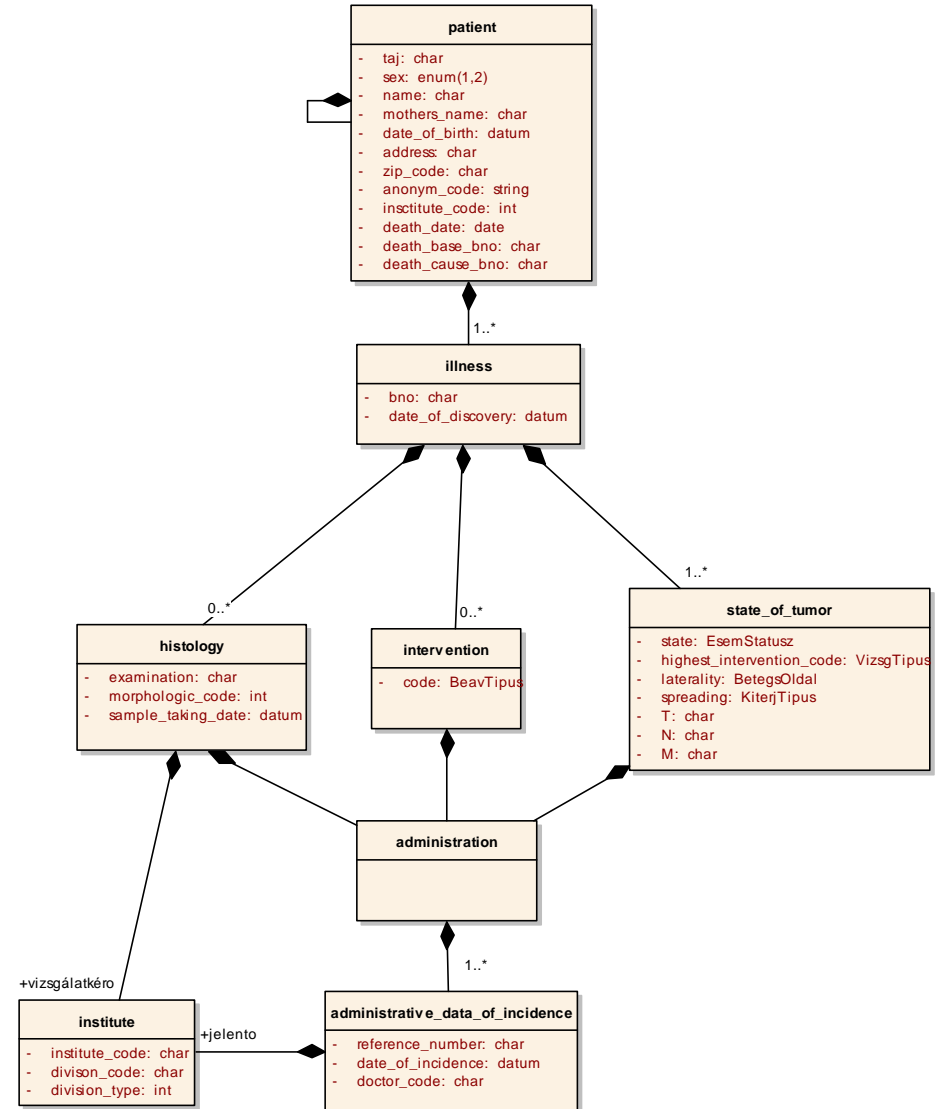 patient
- taj: char
- sex: enum(1,2)
- name: char
- mothers_name: char
- date_of_birth: datum
- address: char
- zip_code: char
- anonym_code: string
- insctitute_code: int
- death_date: date
- death_base_bno: char
- death_cause_bno: char
1..*
illness
- bno: char
- date_of_discovery: datum
0..*
0..*
1..*
histology
- examination: char
- morphologic_code: int
- sample_taking_date: datum
intervention
- code: BeavTipus
state_of_tumor
- state: EsemStatusz
- highest_intervention_code: VizsgTipus
- laterality: BetegsOldal
- spreading: KiterjTipus
- T: char
- N: char
- M: char
administration
1..*
+vizsgálatkéro
institute
- institute_code: char
- divison_code: char
- division_type: int
+jelento
administrative_data_of_incidence
- reference_number: char
- date_of_incidence: datum
- doctor_code: char